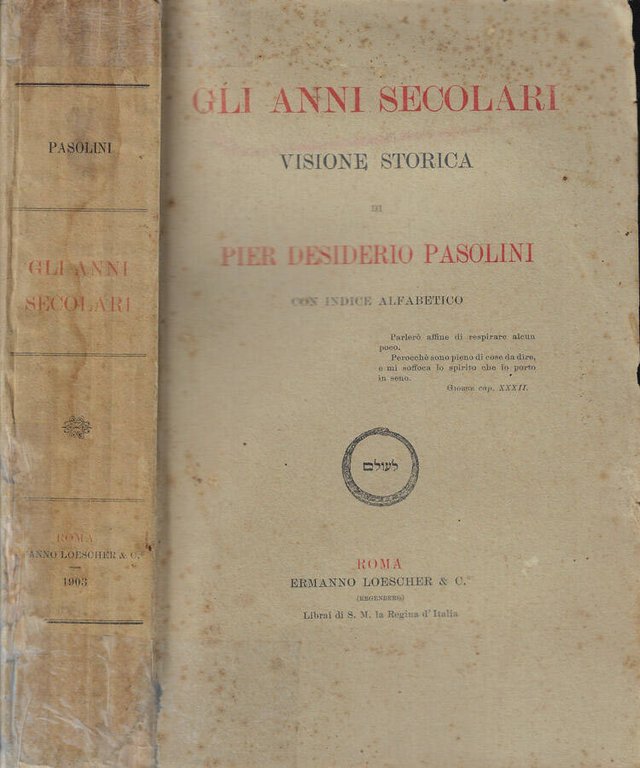 PASOLINI
GLI ANNI
SECOLARI
ROMA
ANNO LOESCHER & C.º
1903
GLI ANNI SECOLARI
VISIONE STORICA
DI
PIER DESIDERIO PASOLINI
CON INDICE ALFABETICO
Parlerò affine di respirare alcun
poco.
Perocchè sono pieno di cose da dire,
e mi soffoca lo spirito che io porto
in seno.
GIOBBE cap. XXXII.
לעולם
ROMA
ERMANNO LOESCHER & C.º
(REGENBERG)
Librai di S. M. la Regina d'Italia